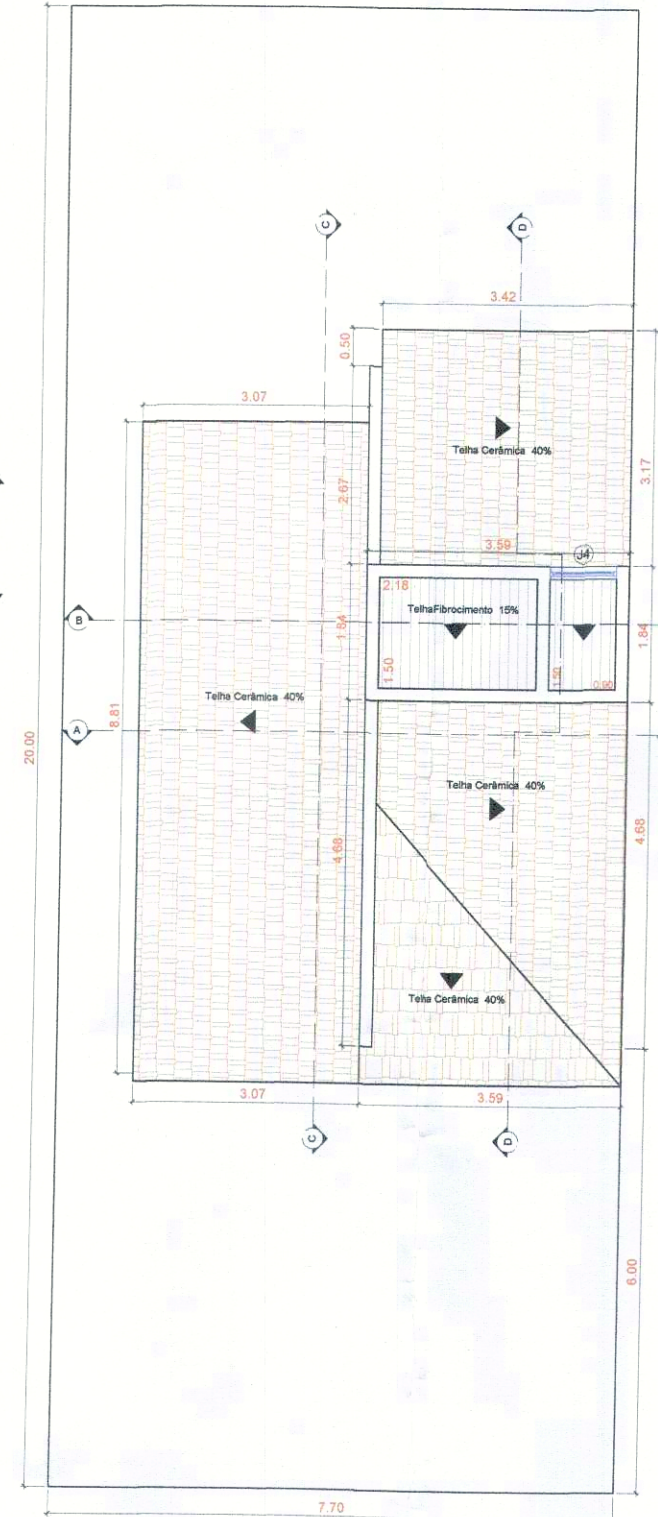 C
D
3.42
0.50
3.07
Telha Cerâmica 40%
2.67
3.17
3.59
J4
2.18
TelhaFibrocimento 15%
B
1.84
1.84
1.50
1.50
0.95
Telha Cerâmica 40%
8.81
A
20.00
Telha Cerâmica 40%
4.68
4.68
Telha Cerâmica 40%
3.07
3.59
C
D
6.00
7.70